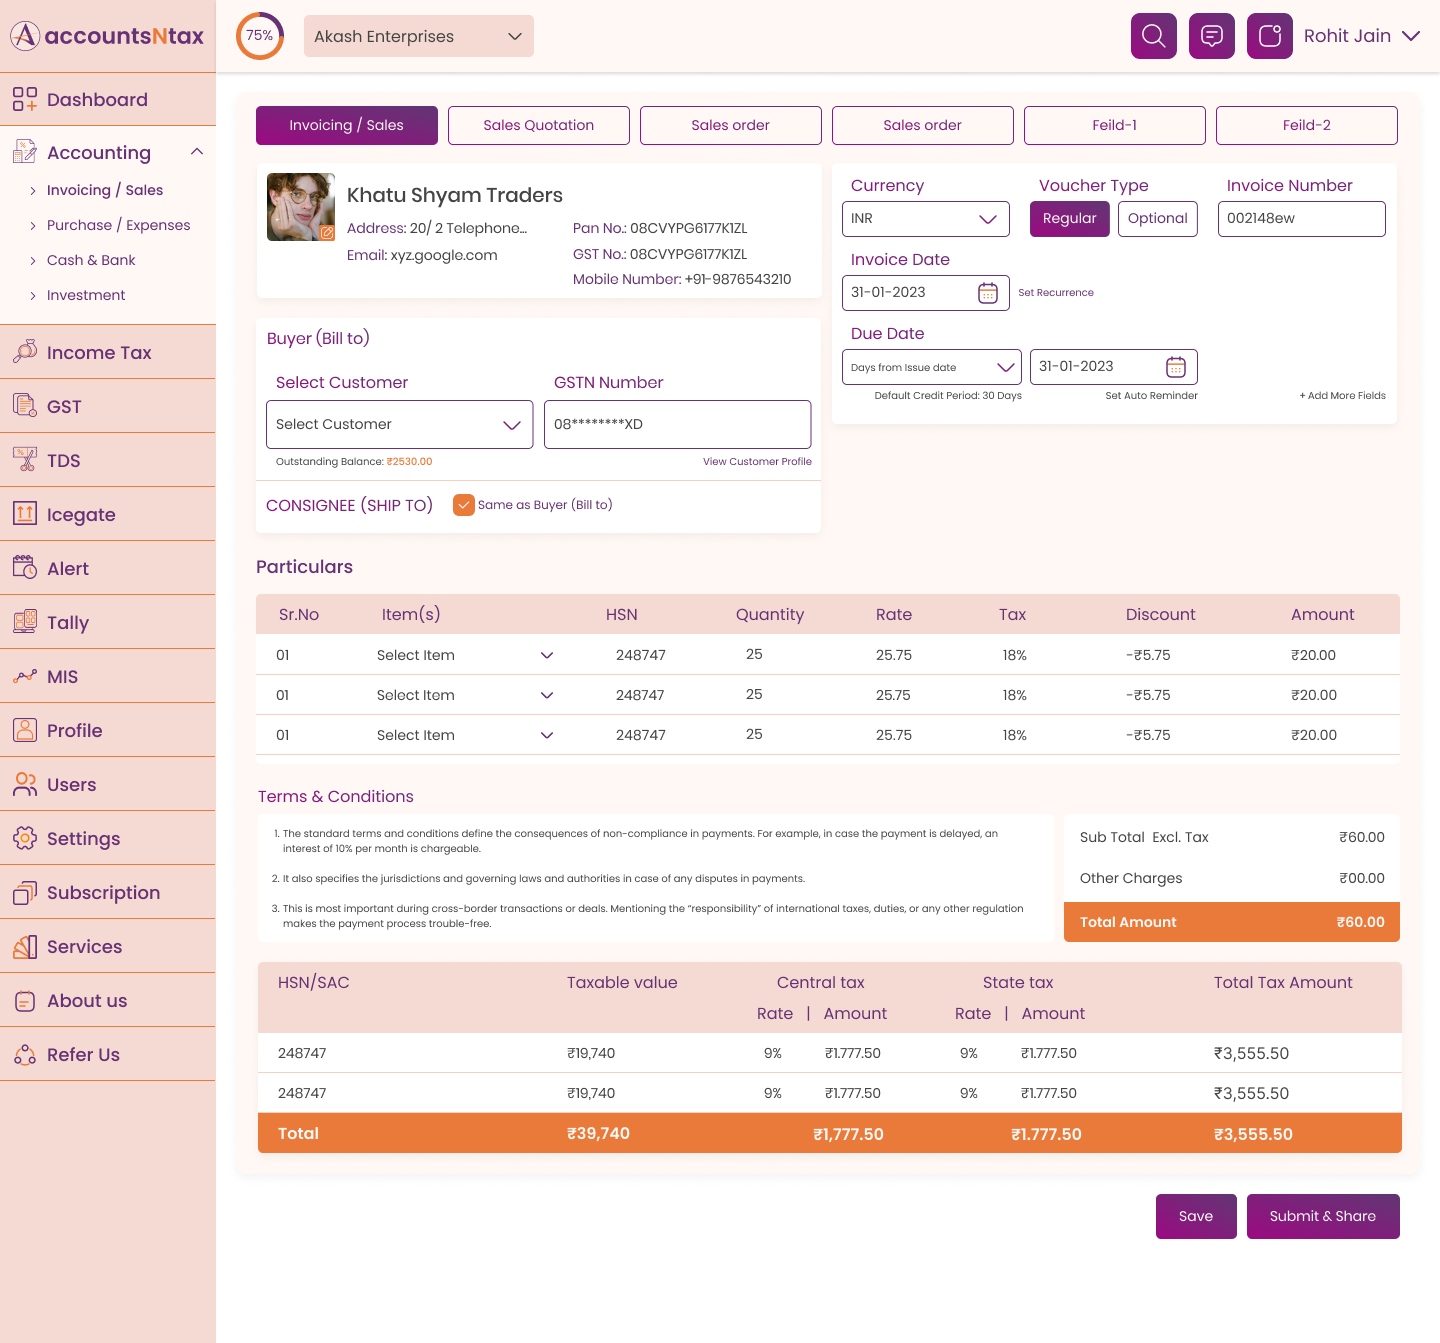 accountsNtax
75%
Akash Enterprises
Rohit Jain
Dashboard
Accounting
Invoicing / Sales
Purchase / Expenses
Cash & Bank
Investment
Income Tax
GST
TDS
Icegate
Alert
Tally
MIS
Profile
Users
Settings
Subscription
Services
About us
Refer Us
Invoicing / Sales
Sales Quotation
Sales order
Sales order
Feild-1
Feild-2
Khatu Shyam Traders
Address: 20/ 2 Telephone...
Email: xyz.google.com
Pan No.: 08CVYPG6177K1ZL
GST No.: 08CVYPG6177K1ZL
Mobile Number: +91-9876543210
Currency
INR
Voucher Type
Regular
Optional
Invoice Number
002148ew
Invoice Date
31-01-2023
Set Recurrence
Due Date
Days from Issue date
31-01-2023
Default Credit Period: 30 Days
Set Auto Reminder
+ Add More Fields
Buyer (Bill to)
Select Customer
GSTN Number
Select Customer
08********XD
Outstanding Balance: ₹2530.00
View Customer Profile
CONSIGNEE (SHIP TO)
Same as Buyer (Bill to)
Particulars
Sr.No Item(s) HSN Quantity Rate Tax Discount Amount
01 Select Item 248747 25 25.75 18% -₹5.75 ₹20.00
01 Select Item 248747 25 25.75 18% -₹5.75 ₹20.00
01 Select Item 248747 25 25.75 18% -₹5.75 ₹20.00
Terms & Conditions
1. The standard terms and conditions define the consequences of non-compliance in payments. For example, in case the payment is delayed, an
interest of 10% per month is chargeable.
2. It also specifies the jurisdictions and governing laws and authorities in case of any disputes in payments.
3. This is most important during cross-border transactions or deals. Mentioning the “responsibility” of international taxes, duties, or any other regulation
makes the payment process trouble-free.
Sub Total Excl. Tax ₹60.00
Other Charges ₹00.00
Total Amount ₹60.00
HSN/SAC Taxable value Central tax State tax Total Tax Amount
Rate | Amount Rate | Amount
248747 ₹19,740 9% ₹1.777.50 9% ₹1.777.50 ₹3,555.50
248747 ₹19,740 9% ₹1.777.50 9% ₹1.777.50 ₹3,555.50
Total ₹39,740 ₹1,777.50 ₹1.777.50 ₹3,555.50
Save
Submit & Share